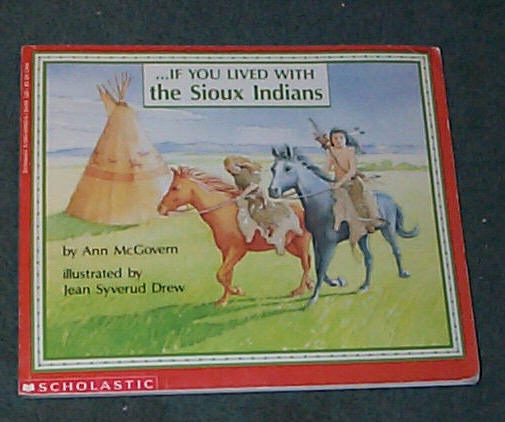 ...IF YOU LIVED WITH
the Sioux Indians
by Ann McGovern
illustrated by
Jean Syverud Drew
SCHOLASTIC